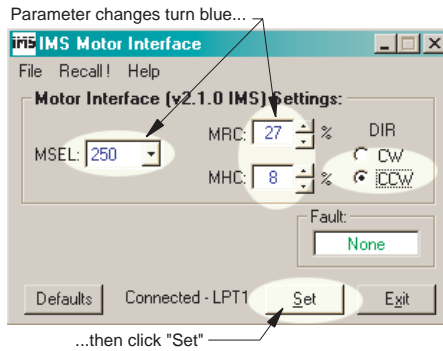 Parameter changes turn blue...
ims IMS Motor Interface
File Recall! Help
Motor Interface (v2.1.0 IMS) Settings:
MSEL: 250
MRC: 27 %
MHC: 8 %
DIR
CW
CCW
Fault:
None
Defaults Connected - LPT1 Set Exit
...then click "Set"